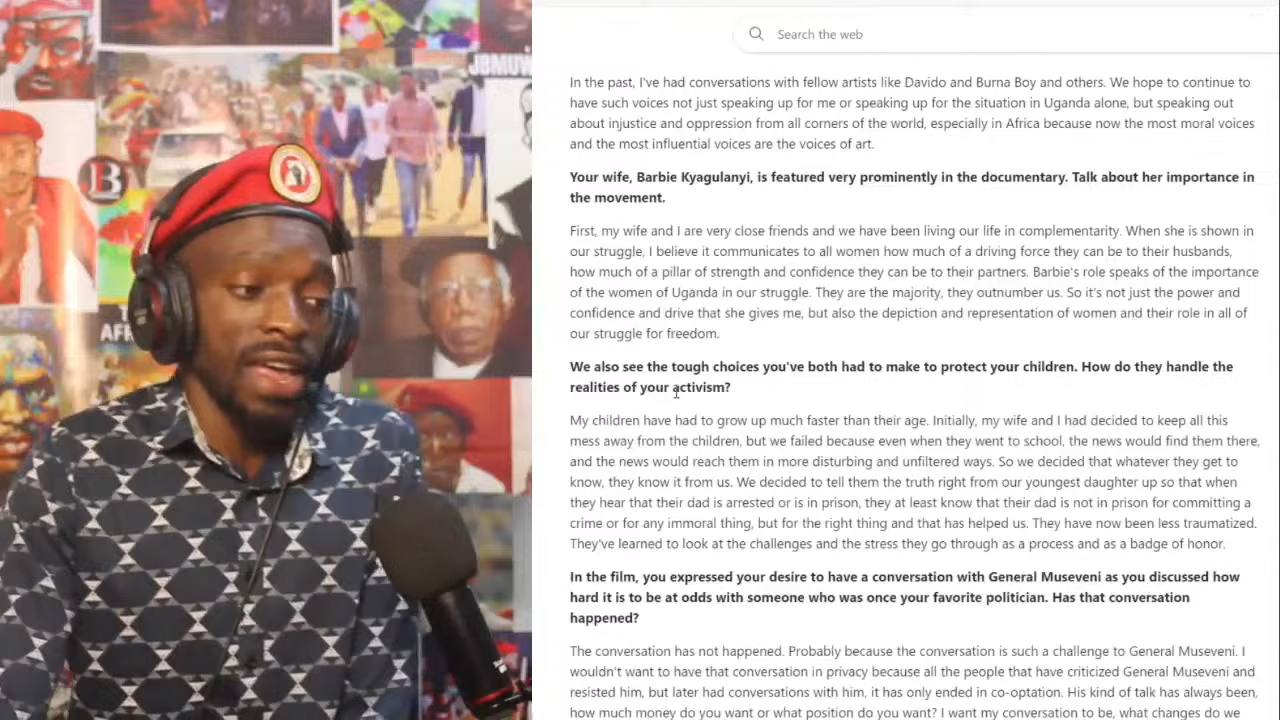 JBMUW
B
AFR
Search the web
In the past, I've had conversations with fellow artists like Davido and Burna Boy and others. We hope to continue to
have such voices not just speaking up for me or speaking up for the situation in Uganda alone, but speaking out
about injustice and oppression from all corners of the world, especially in Africa because now the most moral voices
and the most influential voices are the voices of art.
Your wife, Barbie Kyagulanyi, is featured very prominently in the documentary. Talk about her importance in
the movement.
First, my wife and I are very close friends and we have been living our life in complementarity. When she is shown in
our struggle, I believe it communicates to all women how much of a driving force they can be to their husbands,
how much of a pillar of strength and confidence they can be to their partners. Barbie's role speaks of the importance
of the women of Uganda in our struggle. They are the majority, they outnumber us. So it's not just the power and
confidence and drive that she gives me, but also the depiction and representation of women and their role in all of
our struggle for freedom.
We also see the tough choices you've both had to make to protect your children. How do they handle the
realities of your activism?
My children have had to grow up much faster than their age. Initially, my wife and I had decided to keep all this
mess away from the children, but we failed because even when they went to school, the news would find them there,
and the news would reach them in more disturbing and unfiltered ways. So we decided that whatever they get to
know, they know it from us. We decided to tell them the truth right from our youngest daughter up so that when
they hear that their dad is arrested or is in prison, they at least know that their dad is not in prison for committing a
crime or for any immoral thing, but for the right thing and that has helped us. They have now been less traumatized.
They've learned to look at the challenges and the stress they go through as a process and as a badge of honor.
In the film, you expressed your desire to have a conversation with General Museveni as you discussed how
hard it is to be at odds with someone who was once your favorite politician. Has that conversation
happened?
The conversation has not happened. Probably because the conversation is such a challenge to General Museveni. I
wouldn't want to have that conversation in privacy because all the people that have criticized General Museveni and
resisted him, but later had conversations with him, it has only ended in co-optation. His kind of talk has always been,
how much money do you want or what position do you want? I want my conversation to be, what changes do we